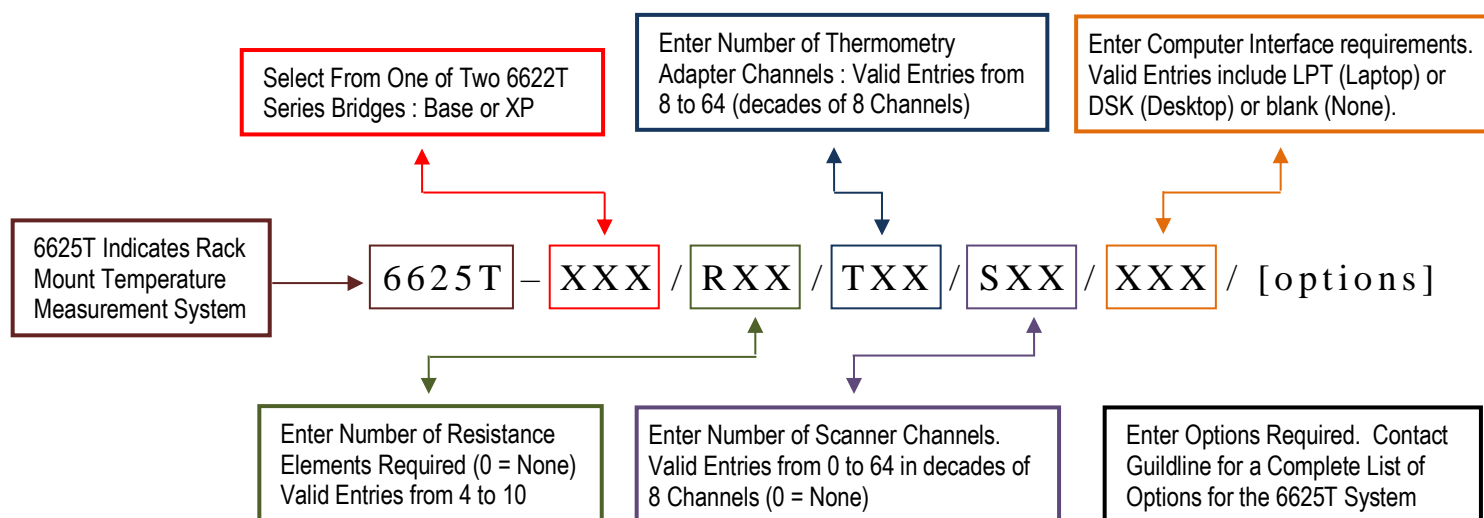 Select From One of Two 6622T
Series Bridges : Base or XP
Enter Number of Thermometry
Adapter Channels : Valid Entries from
8 to 64 (decades of 8 Channels)
Enter Computer Interface requirements.
Valid Entries include LPT (Laptop) or
DSK (Desktop) or blank (None).
6625T Indicates Rack
Mount Temperature
Measurement System
6625T – XXX / RXX / TXX / SXX / XXX / [options]
Enter Number of Resistance
Elements Required (0 = None)
Valid Entries from 4 to 10
Enter Number of Scanner Channels.
Valid Entries from 0 to 64 in decades of
8 Channels (0 = None)
Enter Options Required. Contact
Guildline for a Complete List of
Options for the 6625T System